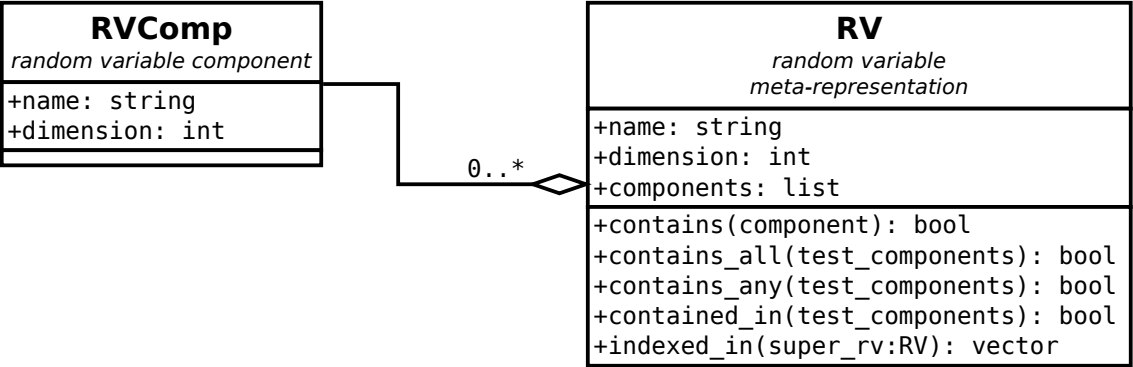 RVComp
random variable component
+name: string
+dimension: int
0..*
RV
random variable
meta-representation
+name: string
+dimension: int
+components: list
+contains(component): bool
+contains_all(test_components): bool
+contains_any(test_components): bool
+contained_in(test_components): bool
+indexed_in(super_rv:RV): vector